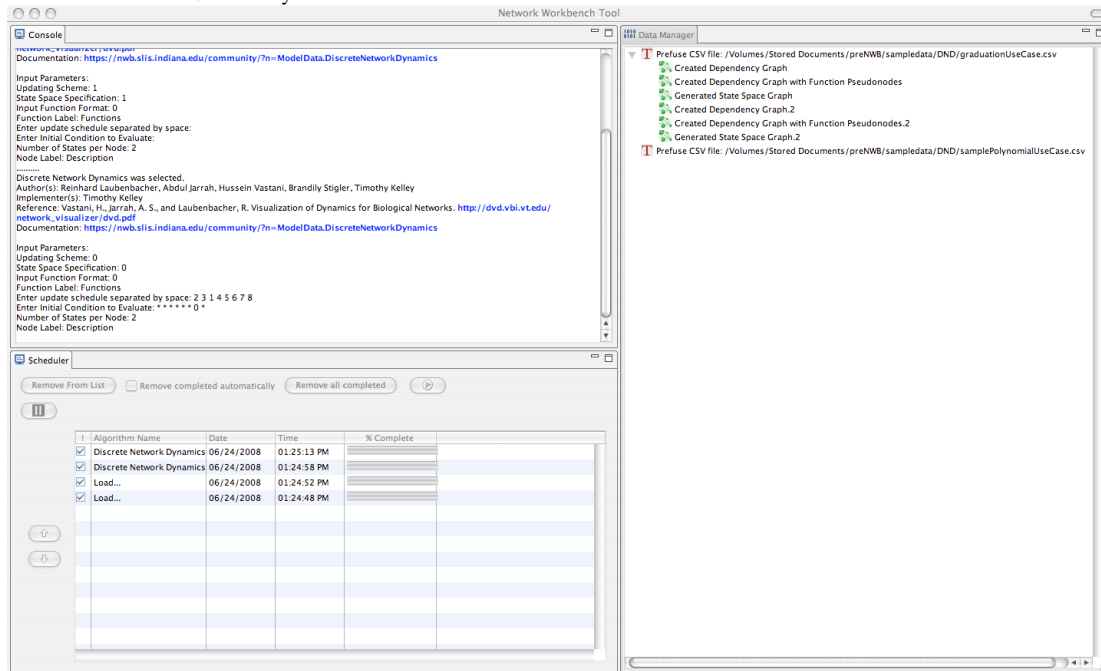 Network Workbench Tool
Console
network_visualizer/dvd.pdf
Documentation: https://nwb.slis.indiana.edu/community/?n=ModelData.DiscreteNetworkDynamics
Input Parameters:
Updating Scheme: 1
State Space Specification: 1
Input Function Format: 0
Function Label: Functions
Enter update schedule separated by space:
Enter Initial Condition to Evaluate:
Number of States per Node: 2
Node Label: Description
..........
Discrete Network Dynamics was selected.
Author(s): Reinhard Laubenbacher, Abdul Jarrah, Hussein Vastani, Brandily Stigler, Timothy Kelley
Implementer(s): Timothy Kelley
Reference: Vastani, H., Jarrah, A. S., and Laubenbacher, R. Visualization of Dynamics for Biological Networks. http://dvd.vbi.vt.edu/
network_visualizer/dvd.pdf
Documentation: https://nwb.slis.indiana.edu/community/?n=ModelData.DiscreteNetworkDynamics
Input Parameters:
Updating Scheme: 0
State Space Specification: 0
Input Function Format: 0
Function Label: Functions
Enter update schedule separated by space: 2 3 1 4 5 6 7 8
Enter Initial Condition to Evaluate: * * * * * * 0 *
Number of States per Node: 2
Node Label: Description
Scheduler
Remove From List Remove completed automatically Remove all completed
! Algorithm Name Date Time % Complete
Discrete Network Dynamics 06/24/2008 01:25:13 PM
Discrete Network Dynamics 06/24/2008 01:24:58 PM
Load... 06/24/2008 01:24:52 PM
Load... 06/24/2008 01:24:48 PM
Data Manager
Prefuse CSV file: /Volumes/Stored Documents/preNWB/sampledata/DND/graduationUseCase.csv
Created Dependency Graph
Created Dependency Graph with Function Pseudonodes
Generated State Space Graph
Created Dependency Graph.2
Created Dependency Graph with Function Pseudonodes.2
Generated State Space Graph.2
Prefuse CSV file: /Volumes/Stored Documents/preNWB/sampledata/DND/samplePolynomialUseCase.csv